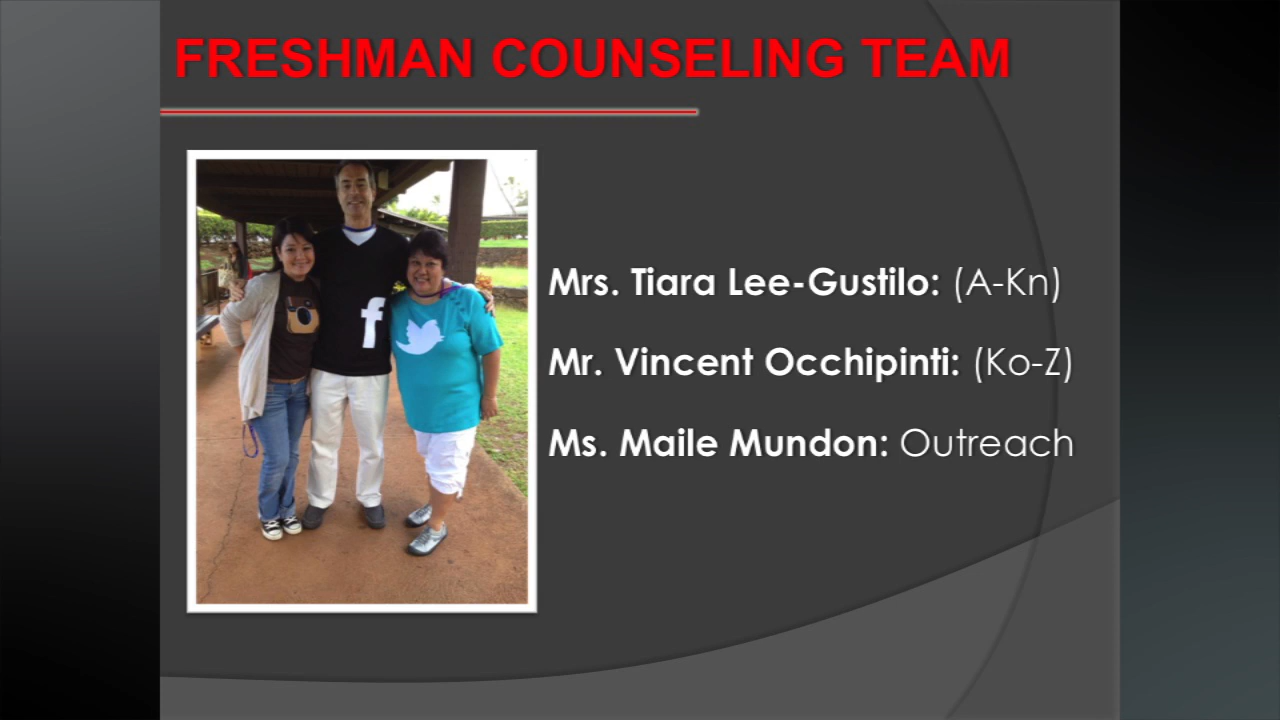 FRESHMAN COUNSELING TEAM
Mrs. Tiara Lee-Gustilo: (A-Kn)
Mr. Vincent Occhipinti: (Ko-Z)
Ms. Maile Mundon: Outreach
f